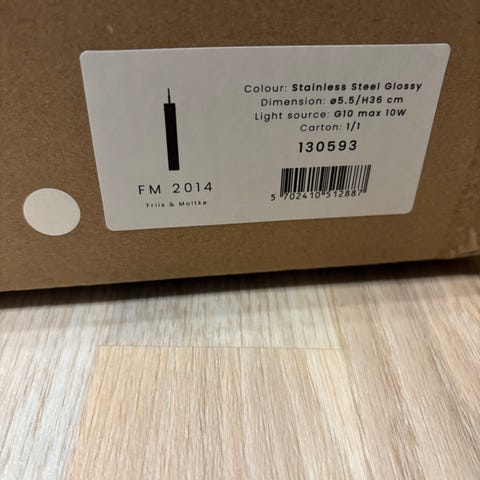 Colour: Stainless Steel Glossy
Dimension: ø5.5/H36 cm
Light source: G10 max 10W
Carton: 1/1
130593
5 702410 512887
FM 2014
Friis & Moltke